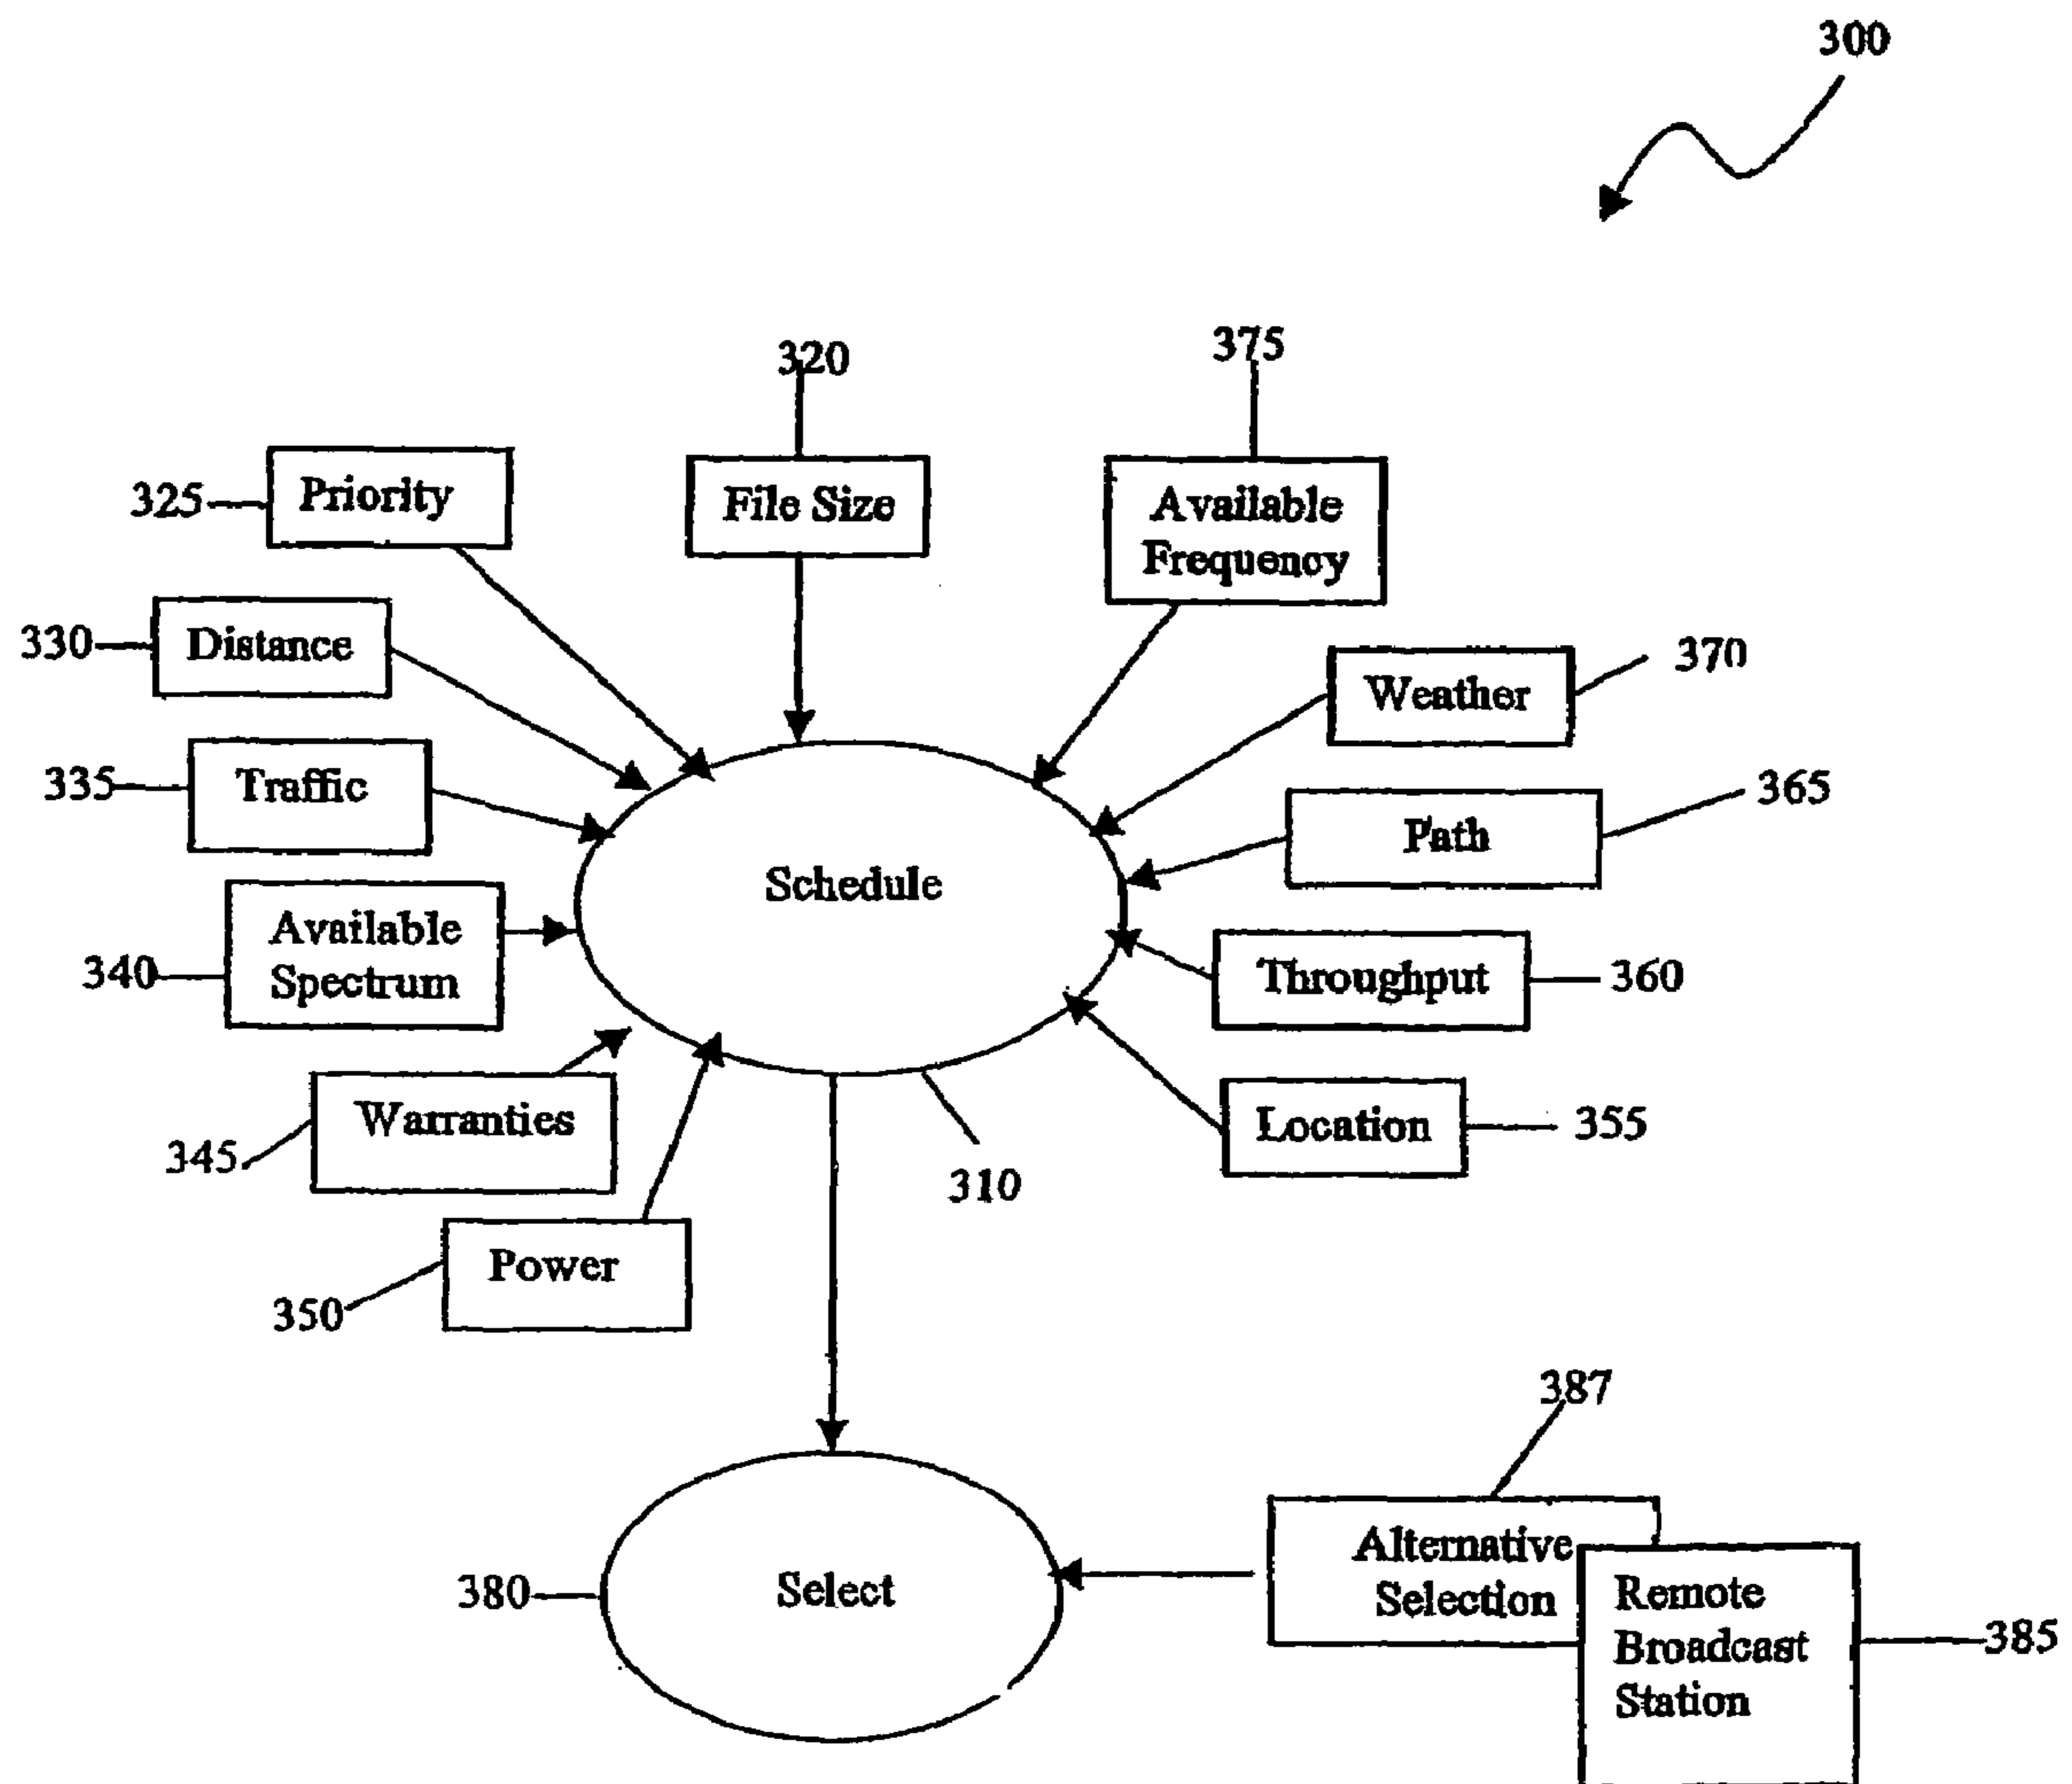 300
320
375
325
Priority
File Size
Available
Frequency
330
Distance
Weather
370
335
Traffic
Path
365
Schedule
340
Available
Spectrum
Throughput
360
345
Warranties
Location
355
310
350
Power
387
380
Select
Alternative
Selection
Remote
Broadcast
Station
385